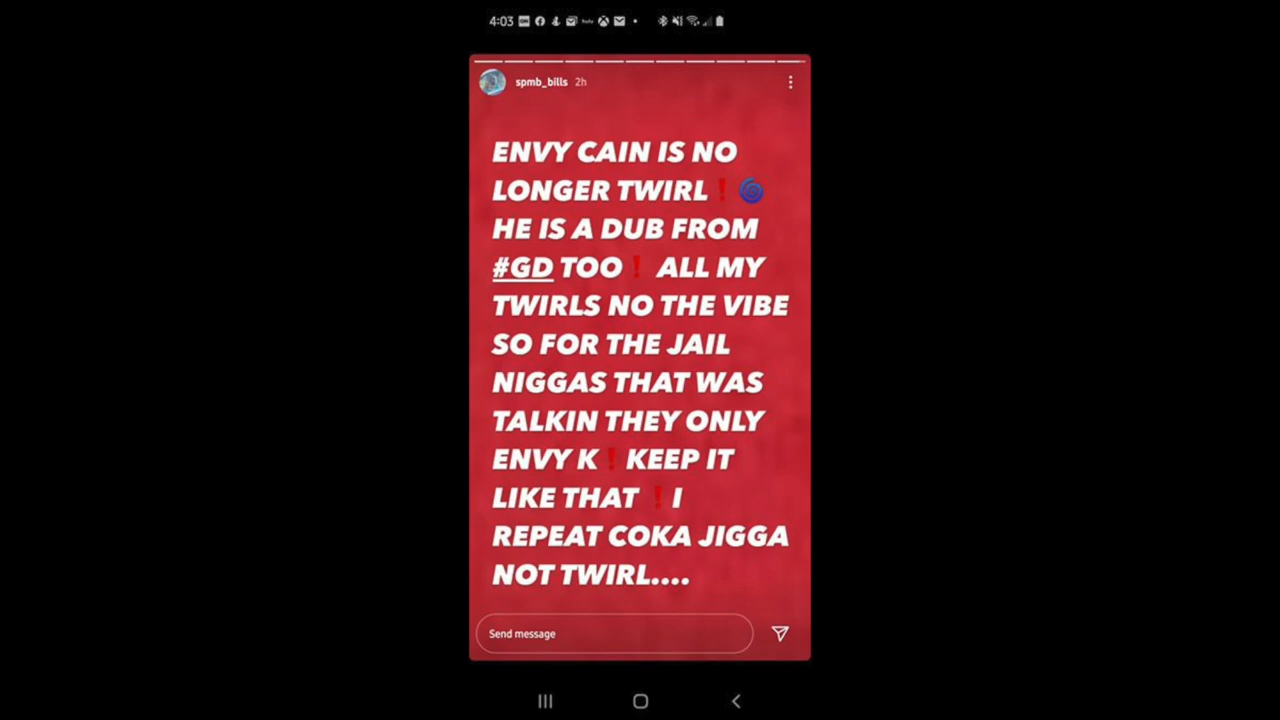 4:03
spmb_bills 2h
ENVY CAIN IS NO
LONGER TWIRL❗🌀
HE IS A DUB FROM
#GD TOO❗ ALL MY
TWIRLS NO THE VIBE
SO FOR THE JAIL
NIGGAS THAT WAS
TALKIN THEY ONLY
ENVY K❗KEEP IT
LIKE THAT ❗I
REPEAT COKA JIGGA
NOT TWIRL....
Send message